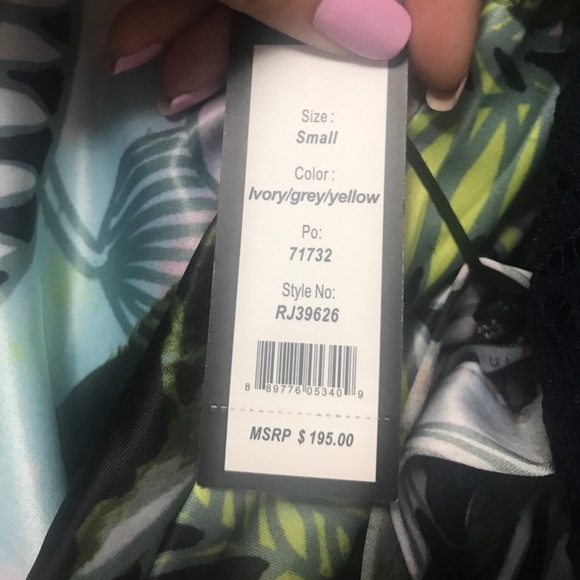 Size :
Small
Color :
Ivory/grey/yellow
Po:
71732
Style No:
RJ39626
8 89776 05340 9
MSRP $ 195.00